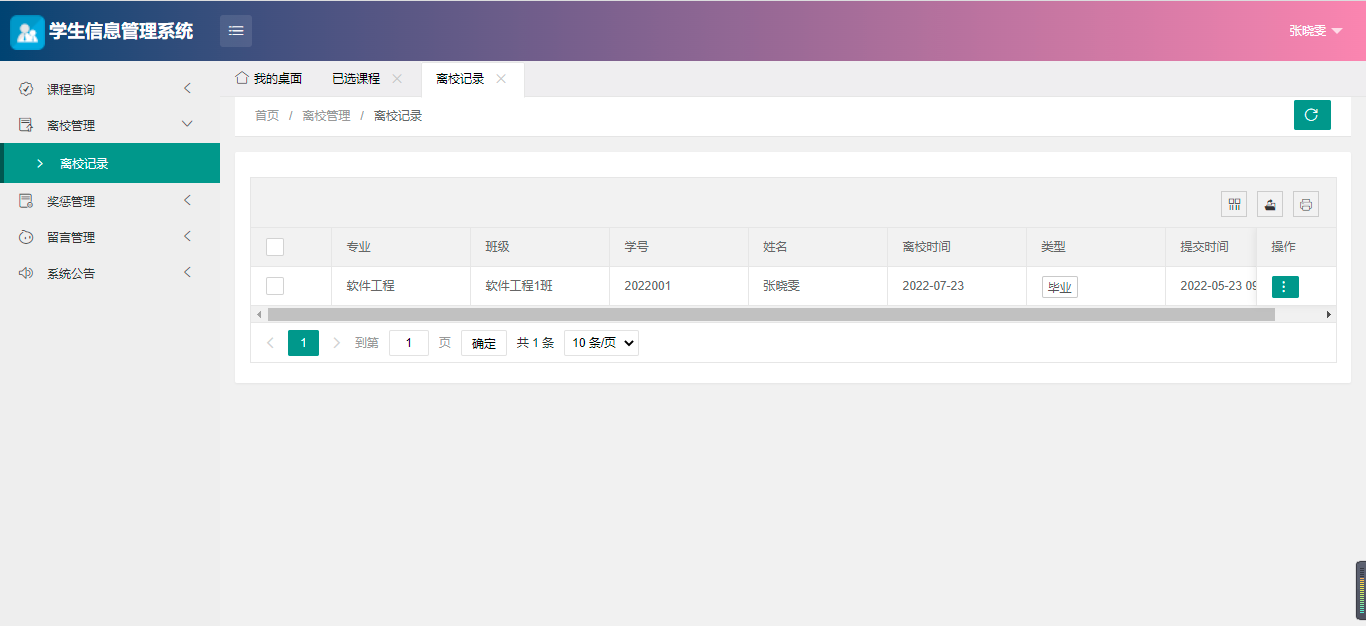 学生信息管理系统
张晓雯
课程查询
离校管理
离校记录
奖惩管理
留言管理
系统公告
我的桌面 已选课程 离校记录
首页 / 离校管理 / 离校记录
专业 班级 学号 姓名 离校时间 类型 提交时间 操作
软件工程 软件工程1班 2022001 张晓雯 2022-07-23 毕业 2022-05-23 09
1 到第 1 页 确定 共 1 条 10 条/页